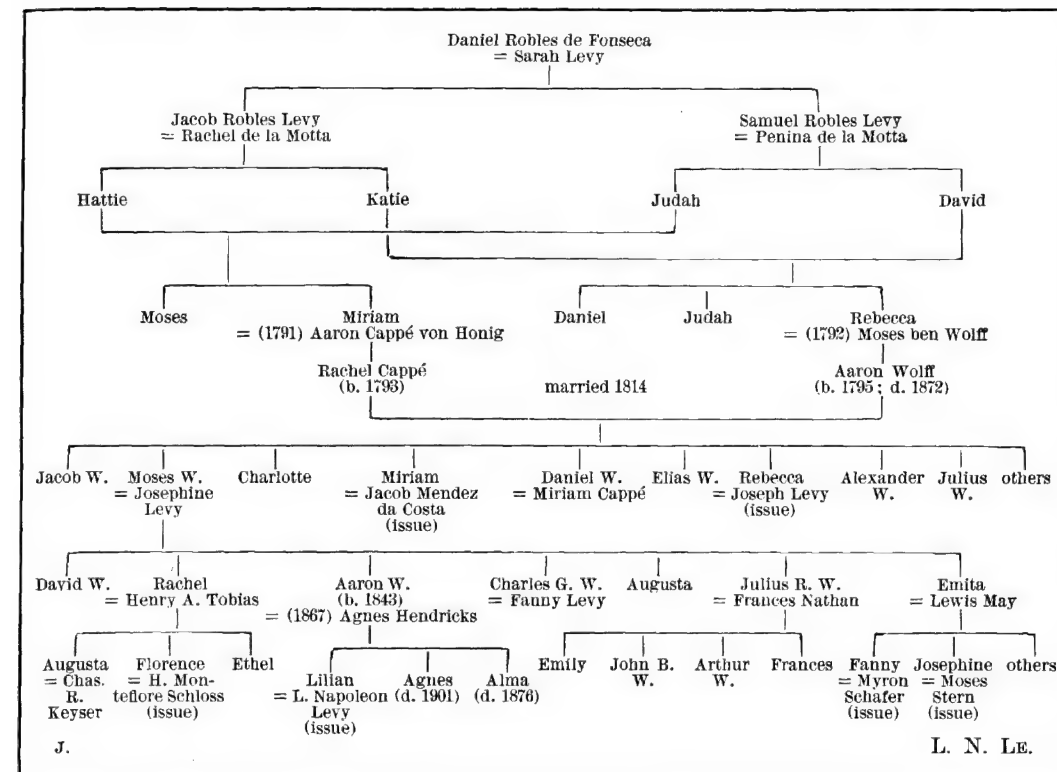 Daniel Robles de Fonseca
= Sarah Levy
Jacob Robles Levy
= Rachel de la Motta
Samuel Robles Levy
= Penina de la Motta
Hattie Katie Judah David
Moses
Miriam
= (1791) Aaron Cappé von Honig
Daniel
Judah
Rebecca
= (1792) Moses ben Wolff
Rachel Cappé
(b. 1793)
married 1814
Aaron Wolff
(b. 1795; d. 1872)
Jacob W.
Moses W.
= Josephine
Levy
Charlotte
Miriam
= Jacob Mendez
da Costa
(issue)
Daniel W.
= Miriam Cappé
Elias W.
Rebecca
= Joseph Levy
(issue)
Alexander
W.
Julius
W.
others
David W.
Rachel
= Henry A. Tobias
Aaron W.
(b. 1843)
= (1867) Agnes Hendricks
Charles G. W.
= Fanny Levy
Augusta
Julius R. W.
= Frances Nathan
Emita
= Lewis May
Augusta
= Chas.
R.
Keyser
Florence
= H. Mon-
tefiore Schloss
(issue)
Ethel
Lilian
= L. Napoleon
Levy
(issue)
Agnes
(d. 1901)
Alma
(d. 1876)
Emily
John B.
W.
Arthur
W.
Frances
Fanny
= Myron
Schafer
(issue)
Josephine
= Moses
Stern
(issue)
others
J.
L. N. LE.